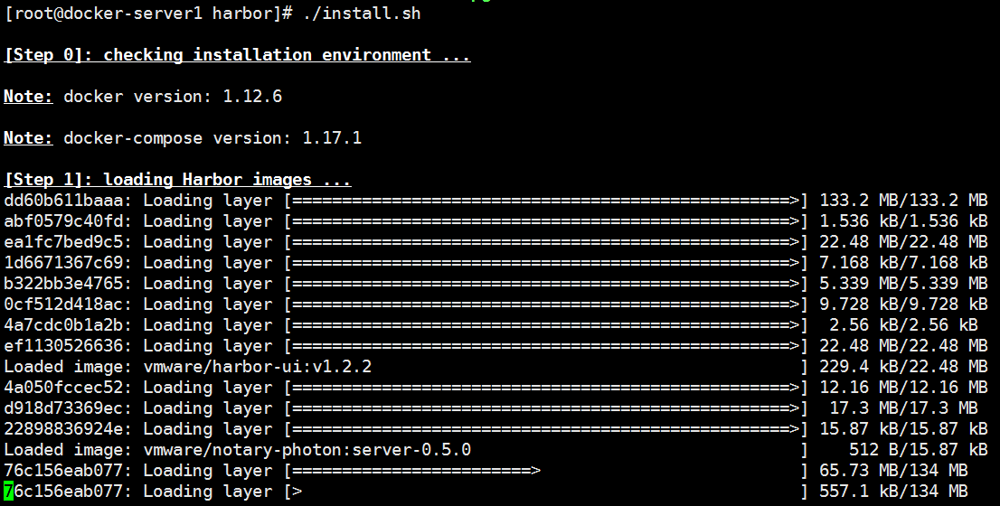 [root@docker-server1 harbor]# ./install.sh
[Step 0]: checking installation environment ...
Note: docker version: 1.12.6
Note: docker-compose version: 1.17.1
[Step 1]: loading Harbor images ...
dd60b611baaa: Loading layer [==================================================>] 133.2 MB/133.2 MB
abf0579c40fd: Loading layer [==================================================>] 1.536 kB/1.536 kB
ea1fc7bed9c5: Loading layer [==================================================>] 22.48 MB/22.48 MB
1d6671367c69: Loading layer [==================================================>] 7.168 kB/7.168 kB
b322bb3e4765: Loading layer [==================================================>] 5.339 MB/5.339 MB
0cf512d418ac: Loading layer [==================================================>] 9.728 kB/9.728 kB
4a7cdc0b1a2b: Loading layer [==================================================>]  2.56 kB/2.56 kB
ef1130526636: Loading layer [==================================================>] 22.48 MB/22.48 MB
Loaded image: vmware/harbor-ui:v1.2.2                                           ] 229.4 kB/22.48 MB
4a050fccec52: Loading layer [==================================================>] 12.16 MB/12.16 MB
d918d73369ec: Loading layer [==================================================>]  17.3 MB/17.3 MB
22898836924e: Loading layer [==================================================>] 15.87 kB/15.87 kB
Loaded image: vmware/notary-photon:server-0.5.0                                 ]    512 B/15.87 kB
76c156eab077: Loading layer [========================>                          ] 65.73 MB/134 MB
76c156eab077: Loading layer [>                                                  ] 557.1 kB/134 MB